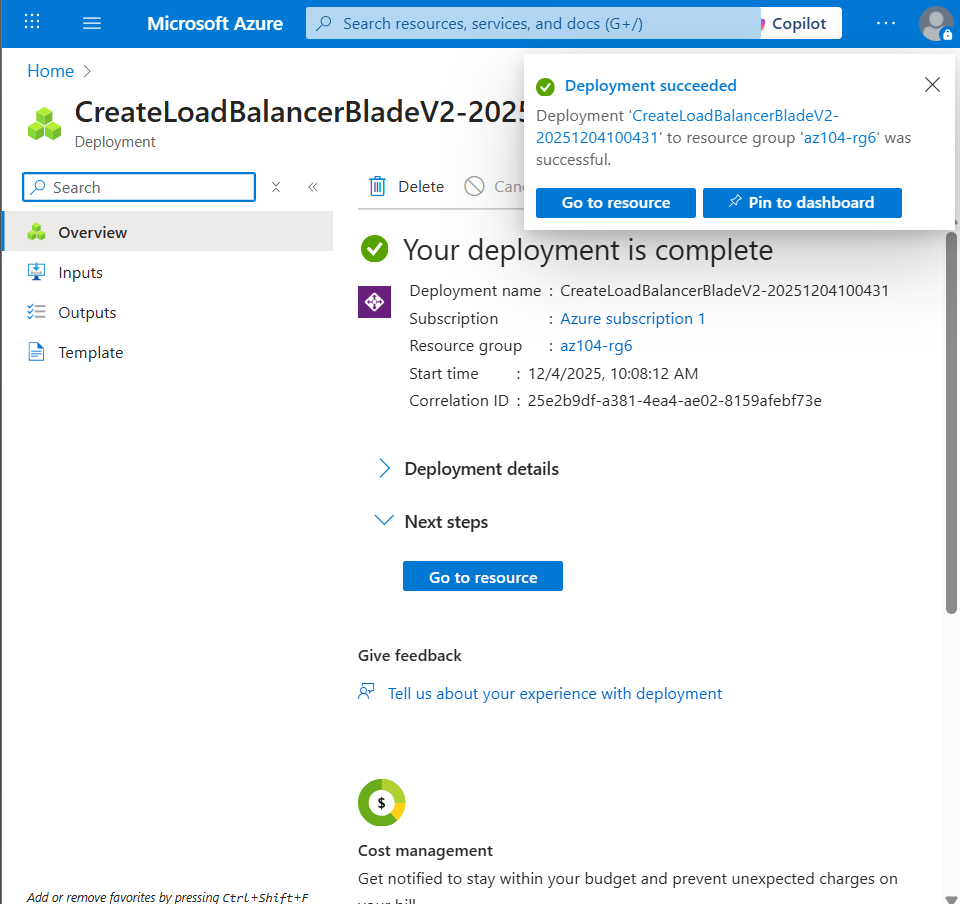 Microsoft Azure
Search resources, services, and docs (G+/)
Copilot
Home
CreateLoadBalancerBladeV2-2025
Deployment
Deployment succeeded
Deployment 'CreateLoadBalancerBladeV2-
20251204100431' to resource group 'az104-rg6' was
successful.
Go to resource
Pin to dashboard
Search
Delete
Overview
Inputs
Outputs
Template
Your deployment is complete
Deployment name : CreateLoadBalancerBladeV2-20251204100431
Subscription : Azure subscription 1
Resource group : az104-rg6
Start time : 12/4/2025, 10:08:12 AM
Correlation ID : 25e2b9df-a381-4ea4-ae02-8159afebf73e
Deployment details
Next steps
Go to resource
Give feedback
Tell us about your experience with deployment
$
Cost management
Get notified to stay within your budget and prevent unexpected charges on
Add or remove favorites by pressing Ctrl+Shift+F